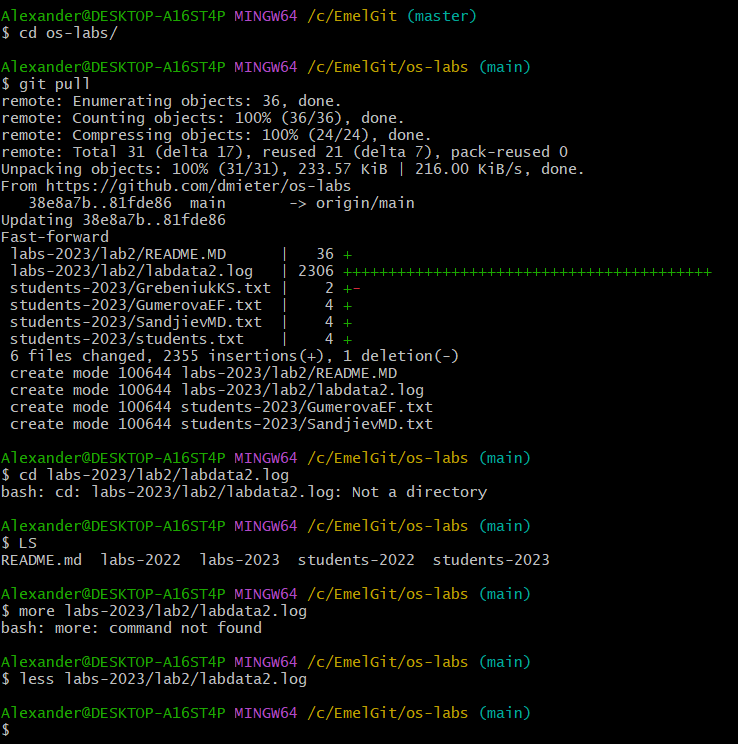 Alexander@DESKTOP-A16ST4P MINGW64 /c/EmelGit (master)
$ cd os-labs/

Alexander@DESKTOP-A16ST4P MINGW64 /c/EmelGit/os-labs (main)
$ git pull
remote: Enumerating objects: 36, done.
remote: Counting objects: 100% (36/36), done.
remote: Compressing objects: 100% (24/24), done.
remote: Total 31 (delta 17), reused 21 (delta 7), pack-reused 0
Unpacking objects: 100% (31/31), 233.57 KiB | 216.00 KiB/s, done.
From https://github.com/dmieter/os-labs
   38e8a7b..81fde86  main       -> origin/main
Updating 38e8a7b..81fde86
Fast-forward
 labs-2023/lab2/README.MD      |   36 +
 labs-2023/lab2/labdata2.log   | 2306 +++++++++++++++++++++++++++++++++++++++++
 students-2023/GrebeniukKS.txt |    2 +-
 students-2023/GumerovaEF.txt  |    4 +
 students-2023/SandjievMD.txt  |    4 +
 students-2023/students.txt    |    4 +
 6 files changed, 2355 insertions(+), 1 deletion(-)
 create mode 100644 labs-2023/lab2/README.MD
 create mode 100644 labs-2023/lab2/labdata2.log
 create mode 100644 students-2023/GumerovaEF.txt
 create mode 100644 students-2023/SandjievMD.txt

Alexander@DESKTOP-A16ST4P MINGW64 /c/EmelGit/os-labs (main)
$ cd labs-2023/lab2/labdata2.log
bash: cd: labs-2023/lab2/labdata2.log: Not a directory

Alexander@DESKTOP-A16ST4P MINGW64 /c/EmelGit/os-labs (main)
$ LS
README.md  labs-2022  labs-2023  students-2022  students-2023

Alexander@DESKTOP-A16ST4P MINGW64 /c/EmelGit/os-labs (main)
$ more labs-2023/lab2/labdata2.log
bash: more: command not found

Alexander@DESKTOP-A16ST4P MINGW64 /c/EmelGit/os-labs (main)
$ less labs-2023/lab2/labdata2.log

Alexander@DESKTOP-A16ST4P MINGW64 /c/EmelGit/os-labs (main)
$